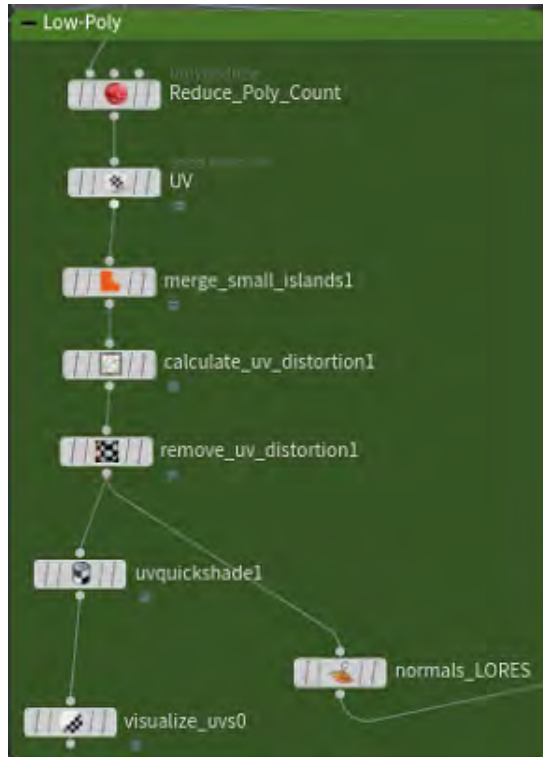 Low-Poly
Reduce_Poly_Count
UV
merge_small_islands1
calculate_uv_distortion1
remove_uv_distortion1
uvquickshade1
normals_LORES
visualize_uvs0